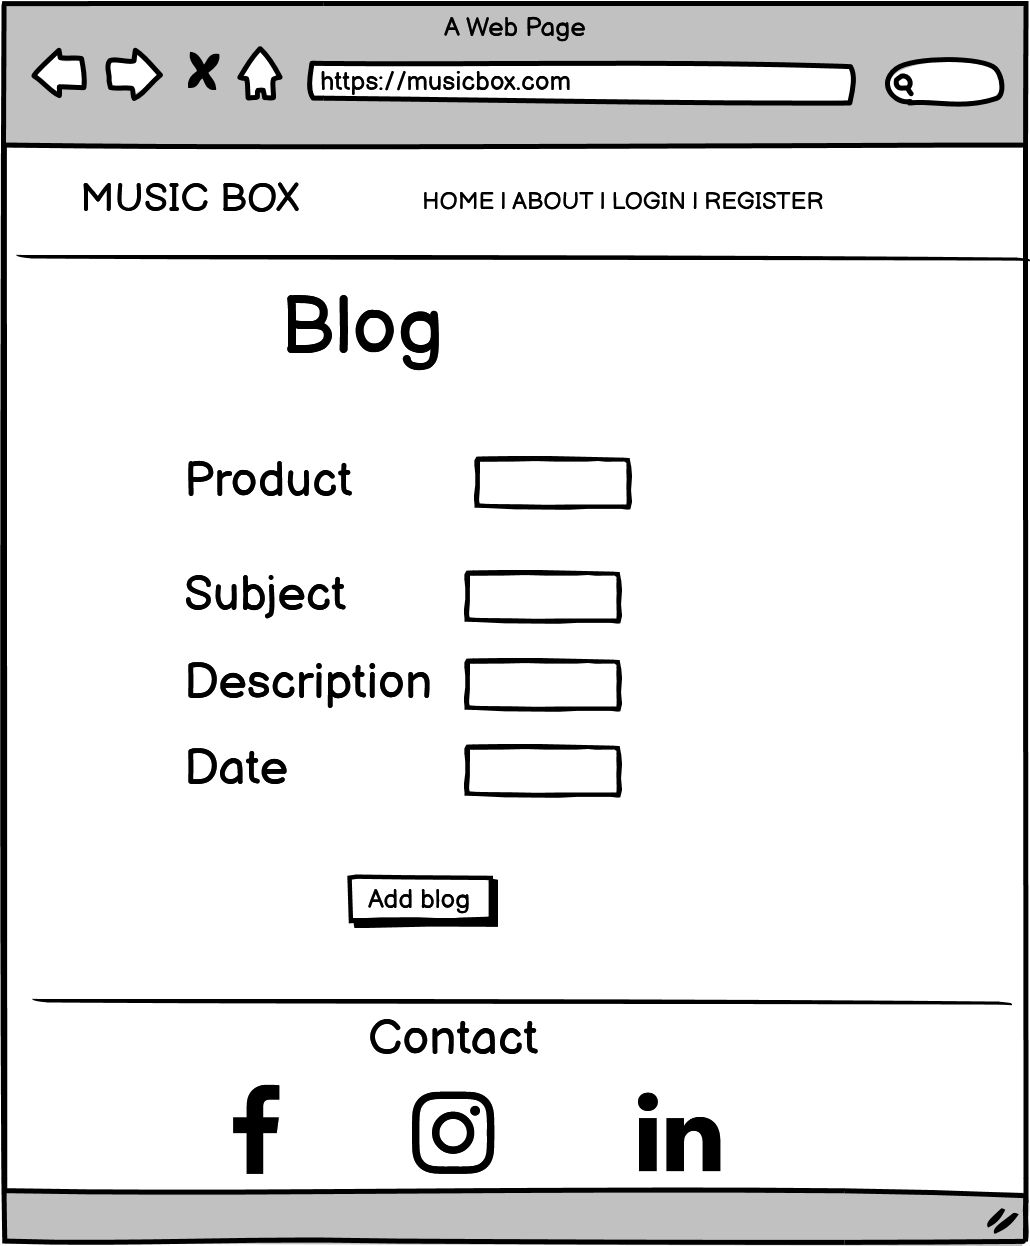 A Web Page
https://musicbox.com
MUSIC BOX
HOME | ABOUT | LOGIN | REGISTER
Blog
Product
Subject
Description
Date
Add blog
Contact
f
in